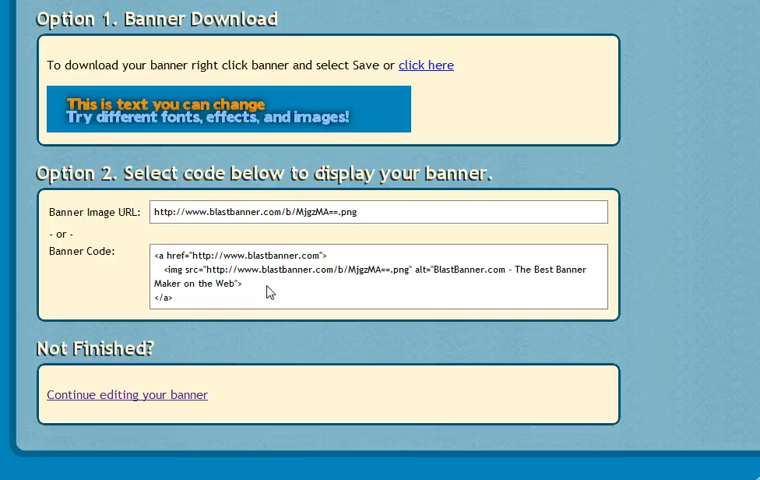 Option 1. Banner Download
To download your banner right click banner and select Save or click here
This is text you can change
Try different fonts, effects, and images!
Option 2. Select code below to display your banner.
Banner Image URL: http://www.blastbanner.com/b/MjgzMA==.png
- or -
Banner Code:
<a href="http://www.blastbanner.com">
<img src="http://www.blastbanner.com/b/MjgzMA==.png" alt="BlastBanner.com - The Best Banner
Maker on the Web">
</a>
Not Finished?
Continue editing your banner